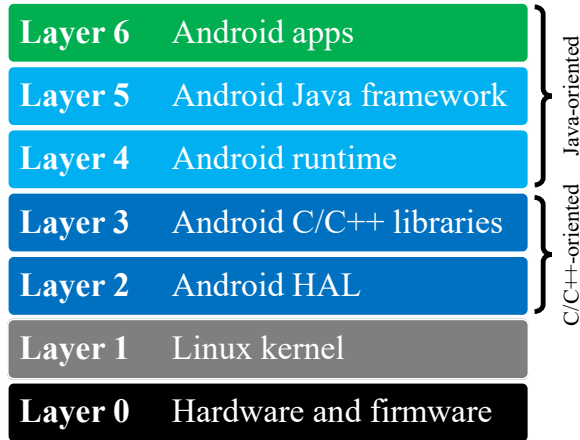 Layer 6 Android apps
Layer 5 Android Java framework
Layer 4 Android runtime
Layer 3 Android C/C++ libraries
Layer 2 Android HAL
Layer 1 Linux kernel
Layer 0 Hardware and firmware
Java-oriented
C/C++-oriented